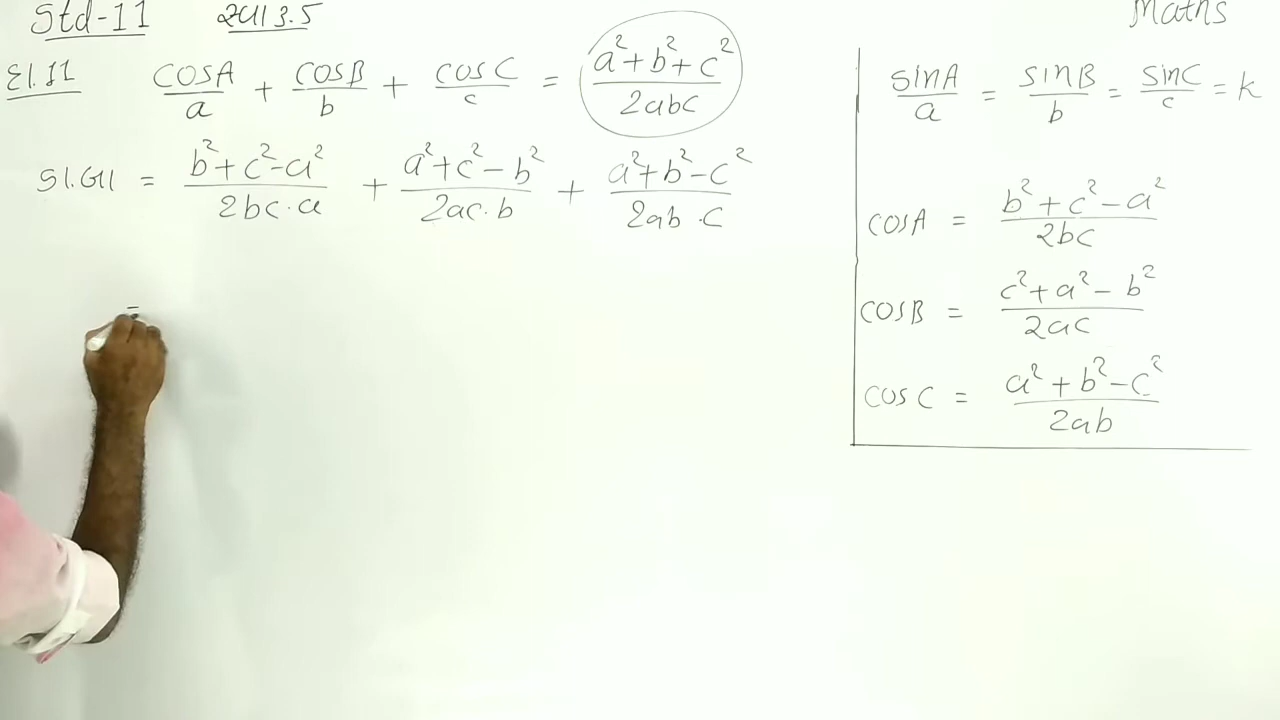 Std-11 સ્વા 3.5 Maths
દા.11 cosA/a + cosB/b + cosC/c = (a²+b²+c²)/2abc
ડા.બા = (b²+c²-a²)/(2bc·a) + (a²+c²-b²)/(2ac·b) + (a²+b²-c²)/(2ab·c)
=
sinA/a = sinB/b = sinC/c = k
cosA = (b²+c²-a²)/2bc
cosB = (c²+a²-b²)/2ac
cosC = (a²+b²-c²)/2ab